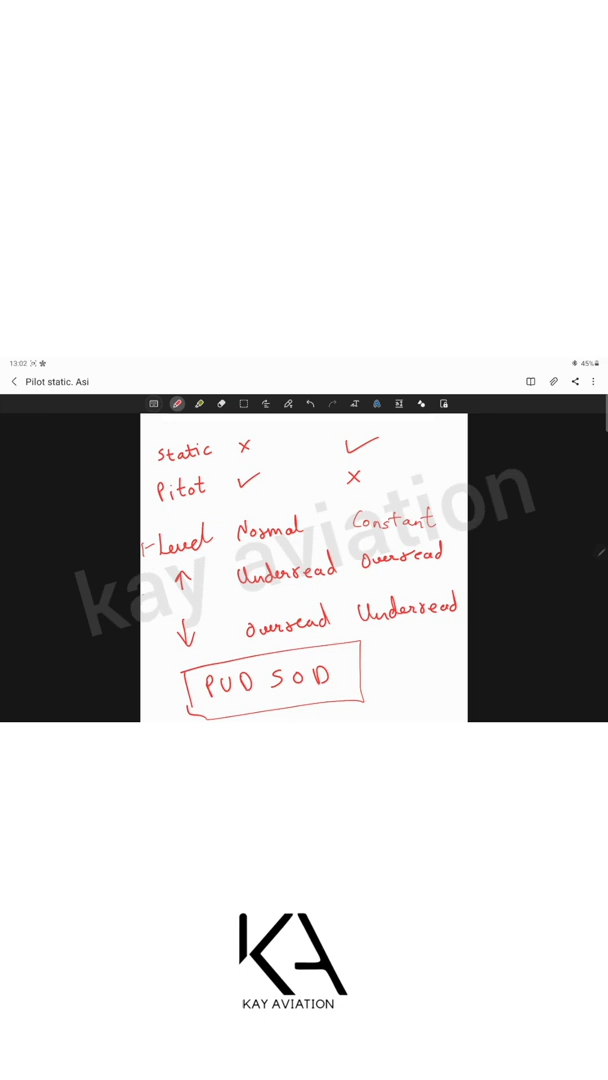 13:02
45%
Pilot static. Asi
Static × ✓
Pitot ✓ ×
Level Normal Constant
↑ Underread Overread
↓ Overread Underread
PUD SOD
kay aviation
KA
KAY AVIATION